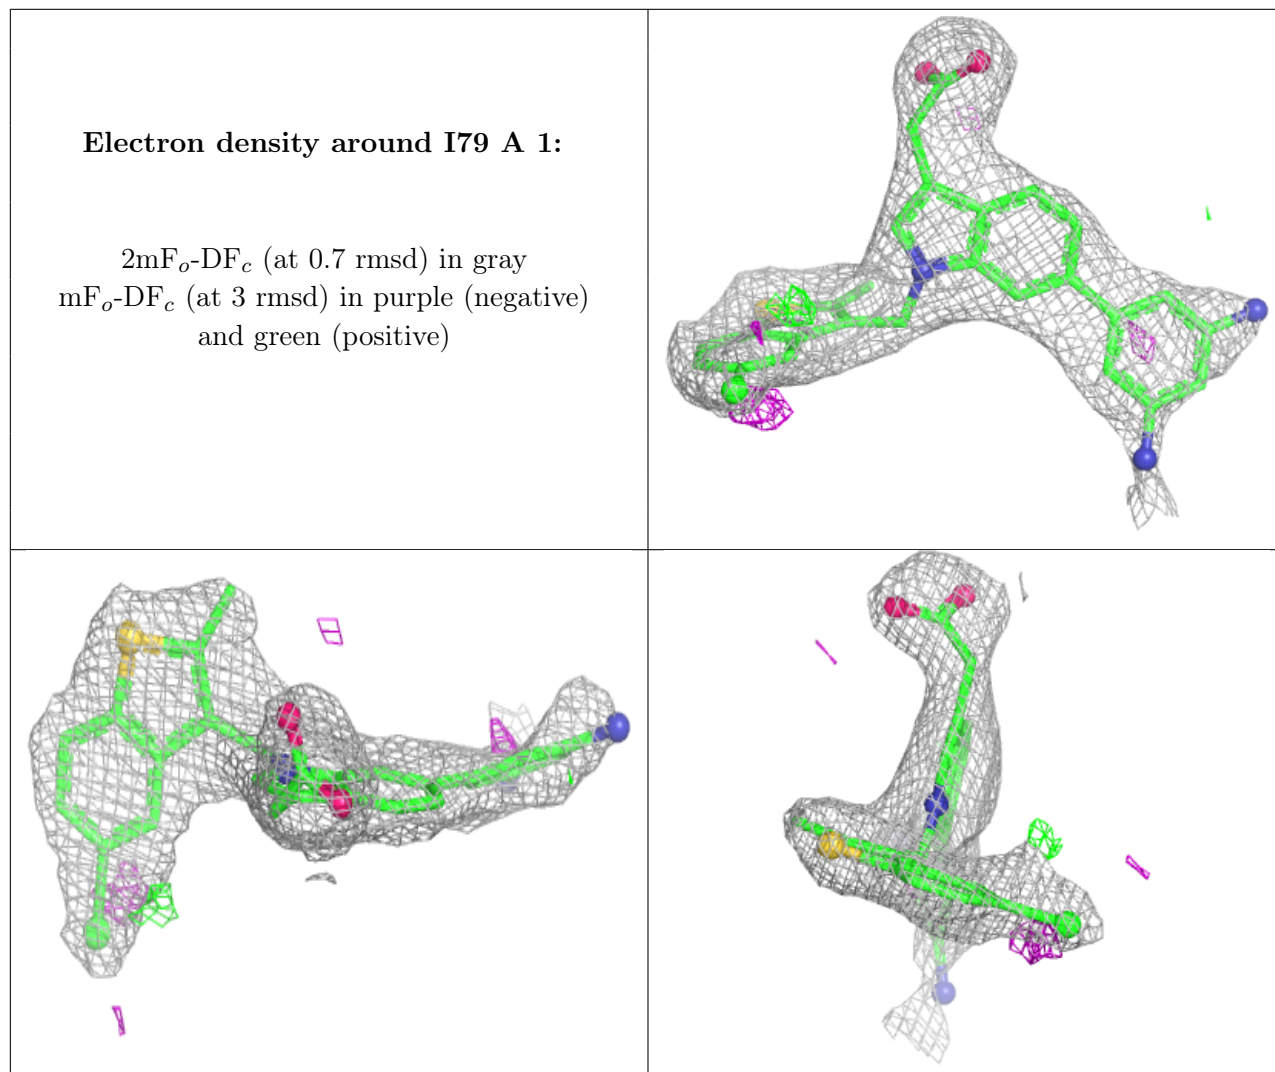 Electron density around I79 A 1:
2mFo-DFc (at 0.7 rmsd) in gray
mFo-DFc (at 3 rmsd) in purple (negative)
and green (positive)